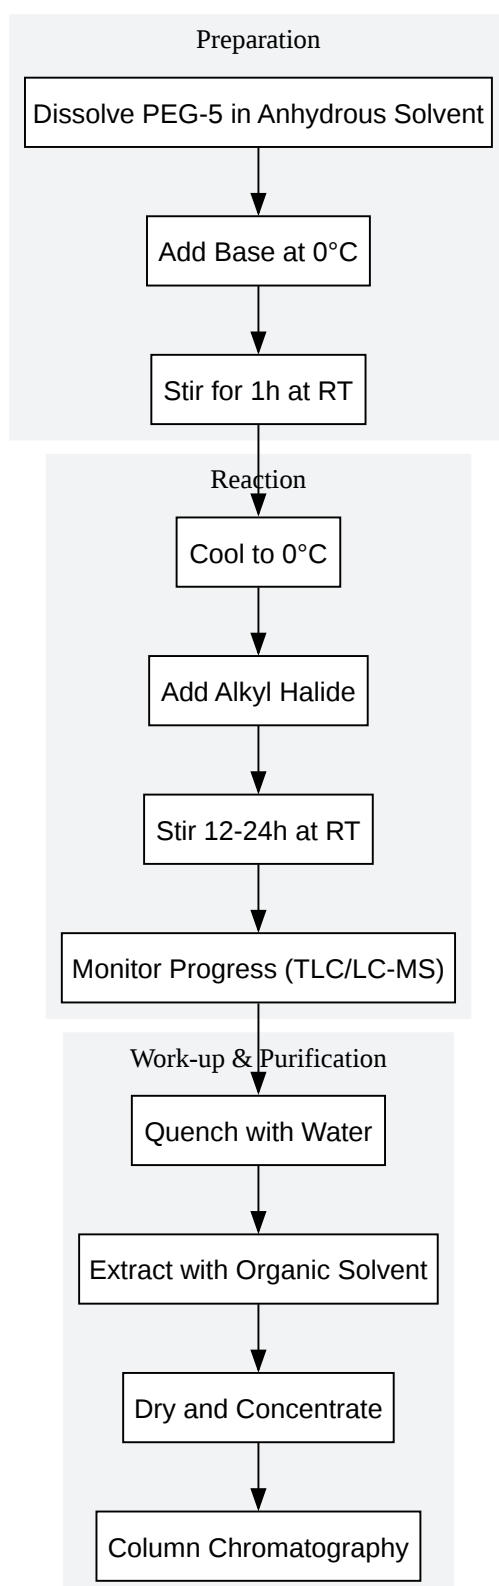 Preparation
Dissolve PEG-5 in Anhydrous Solvent
Add Base at 0°C
Stir for 1h at RT
Reaction
Cool to 0°C
Add Alkyl Halide
Stir 12-24h at RT
Monitor Progress (TLC/LC-MS)
Work-up & Purification
Quench with Water
Extract with Organic Solvent
Dry and Concentrate
Column Chromatography